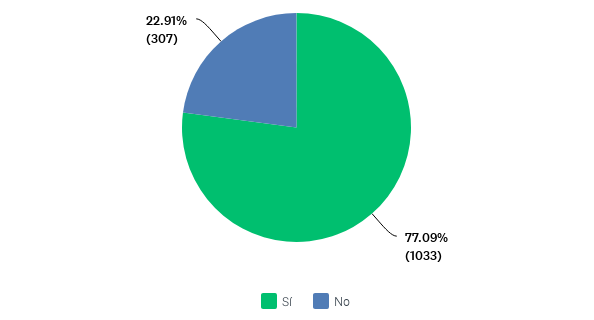 22.91%
(307)
77.09%
(1033)
Sí No